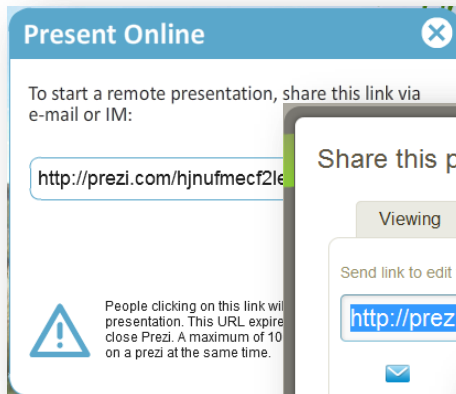 Present Online
To start a remote presentation, share this link via
e-mail or IM:
http://prezi.com/hjnufmecf2le
People clicking on this link wil
presentation. This URL expire
close Prezi. A maximum of 10
on a prezi at the same time.
Share this p
Viewing
Send link to edit
http://prez